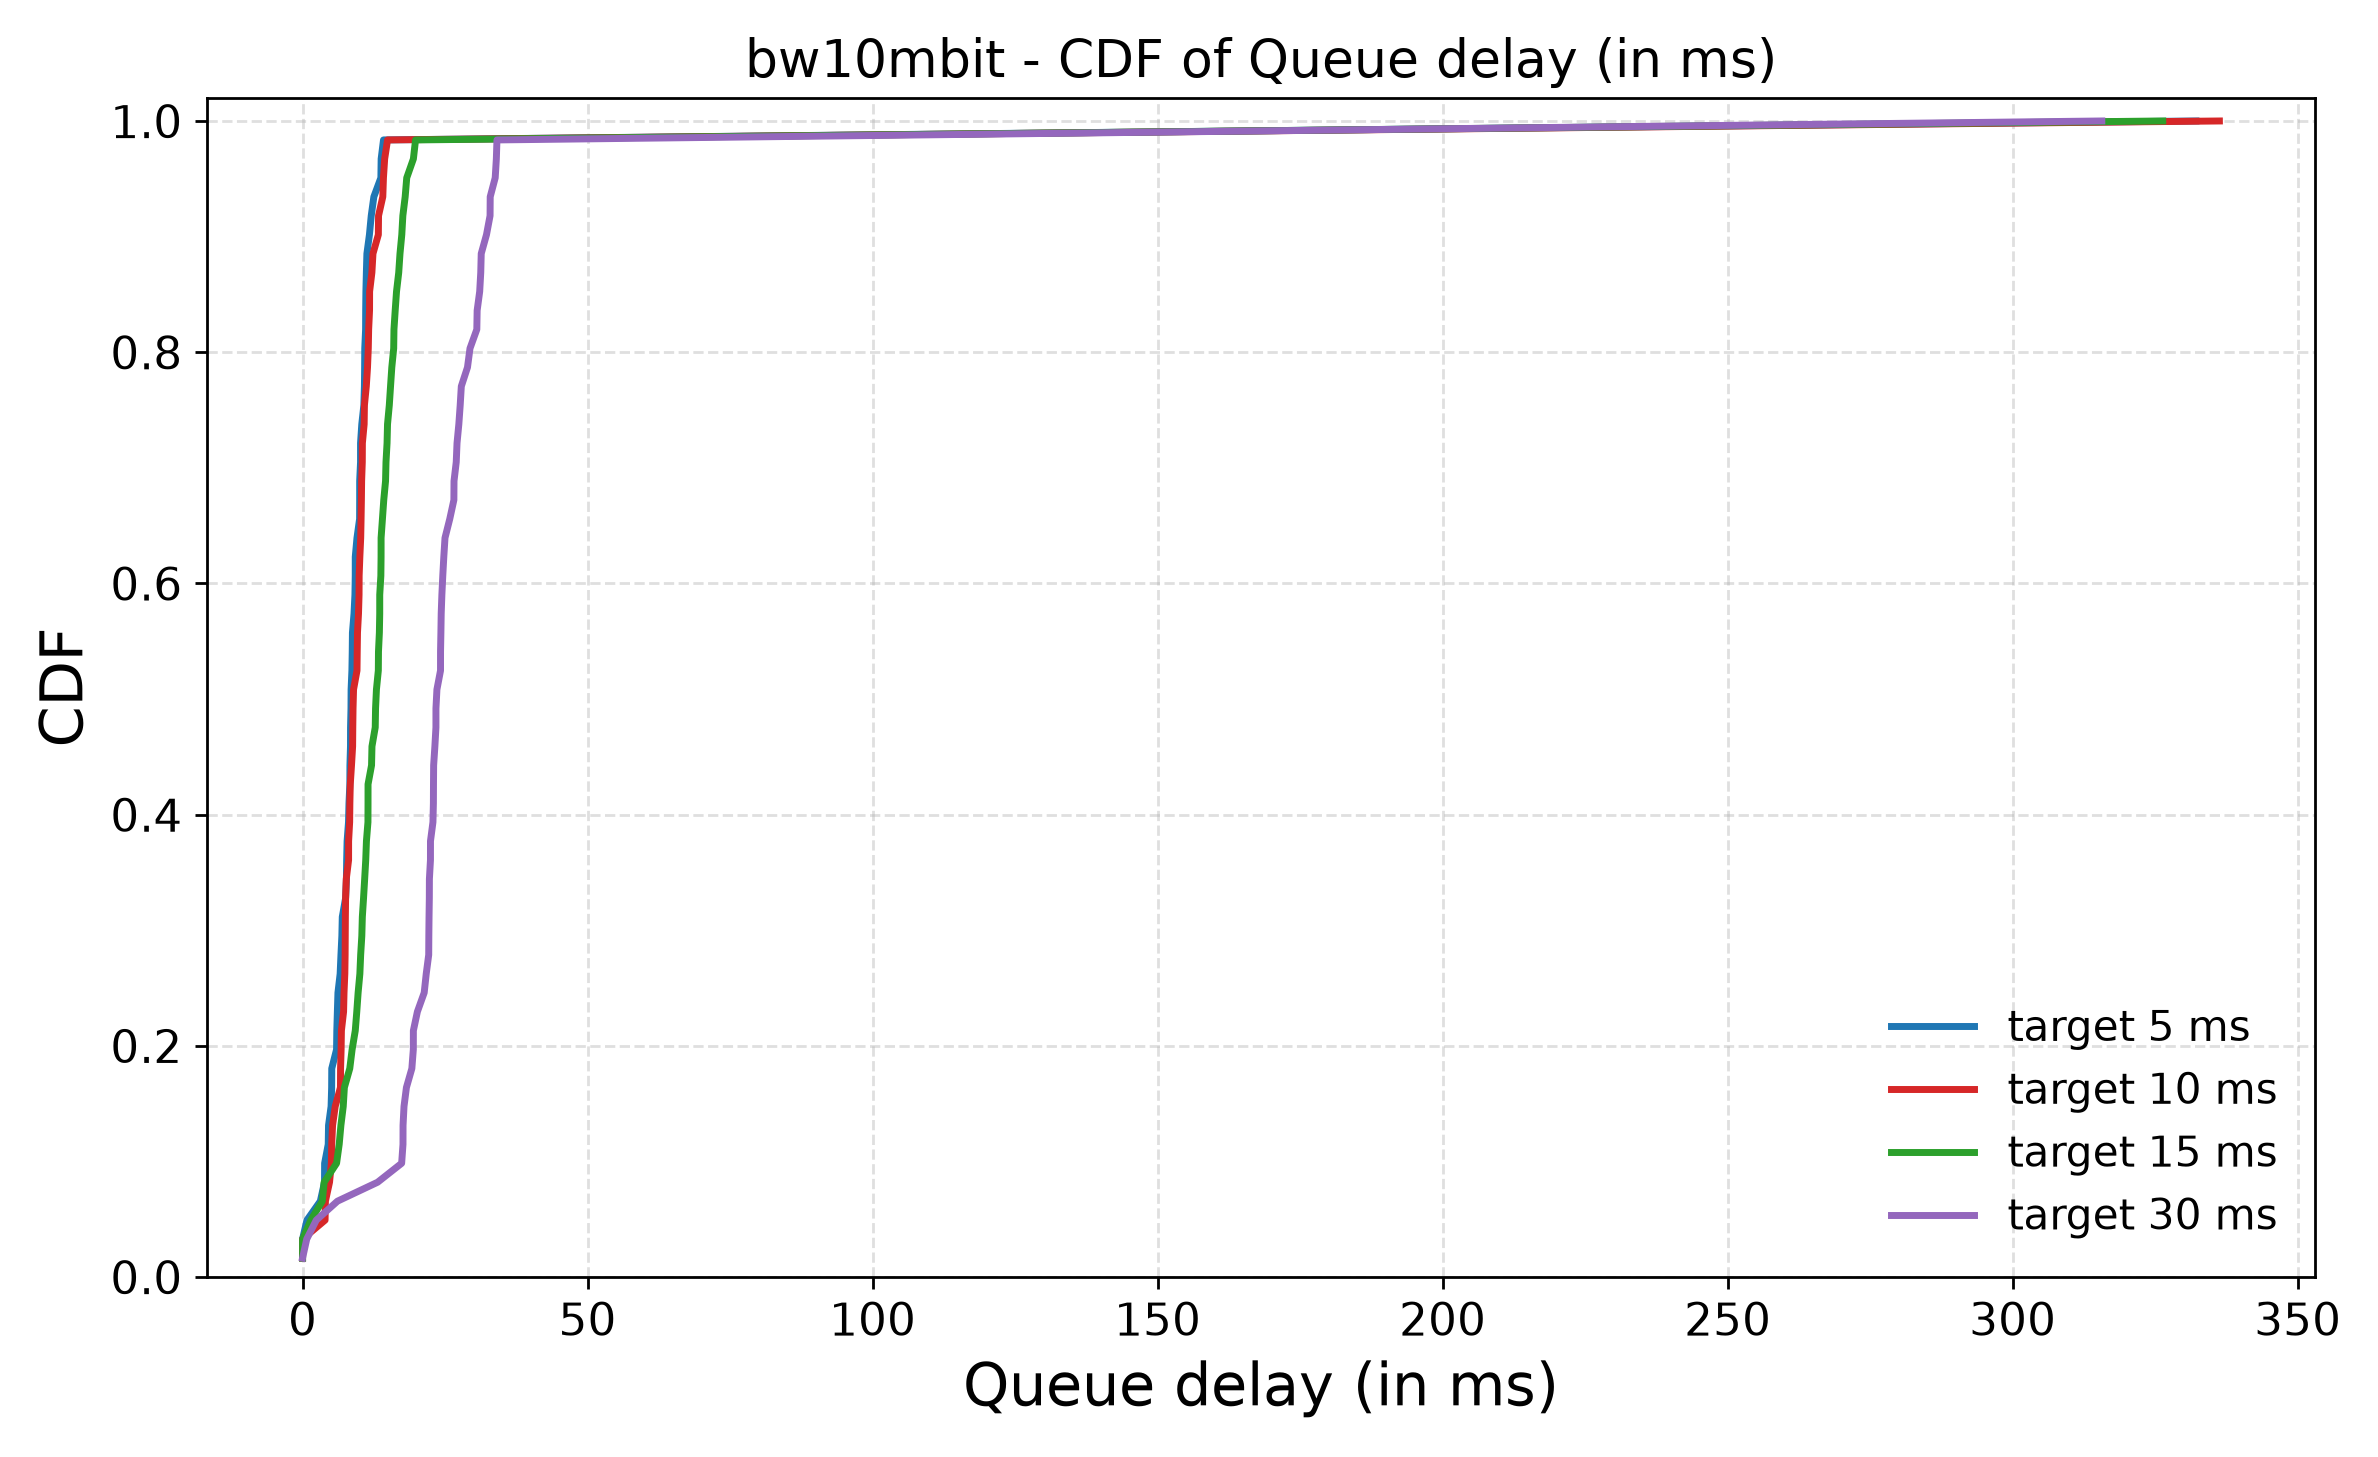 bw10mbit - CDF of Queue delay (in ms)
1.0
0.8
0.6
0.4
0.2
0.0
CDF
target 5 ms
target 10 ms
target 15 ms
target 30 ms
0 50 100 150 200 250 300 350
Queue delay (in ms)